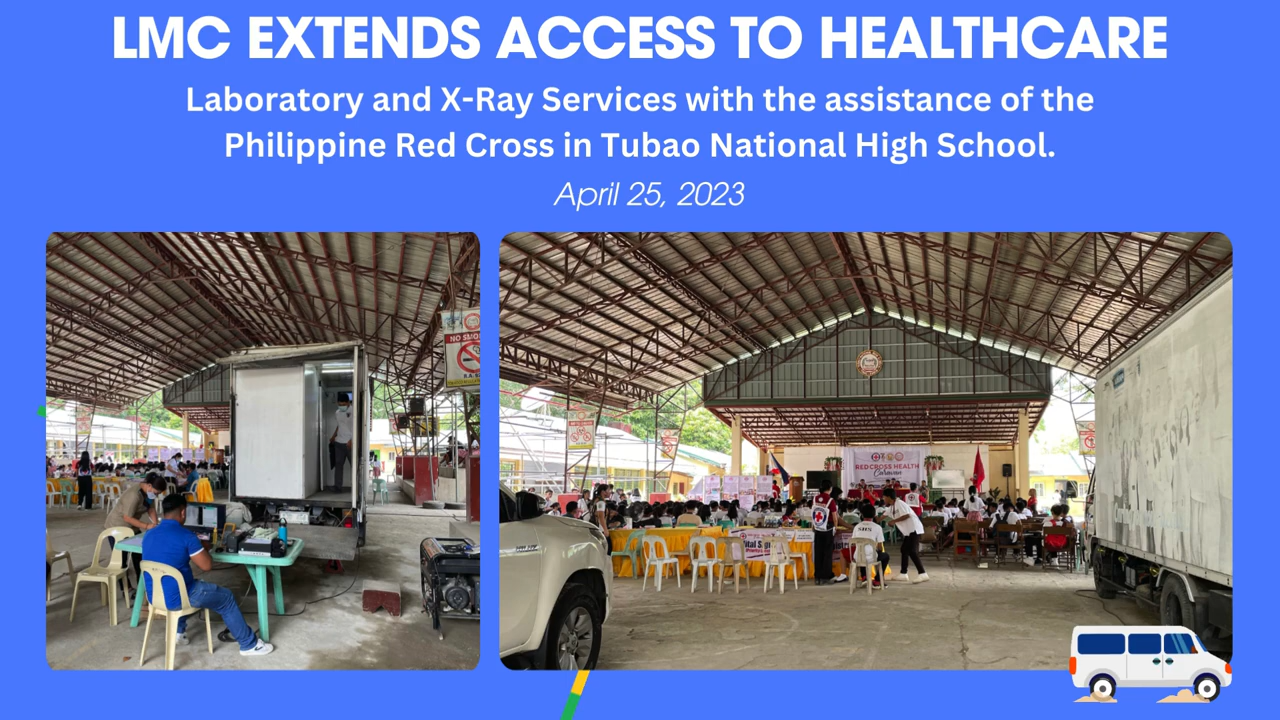 LMC EXTENDS ACCESS TO HEALTHCARE
Laboratory and X-Ray Services with the assistance of the
Philippine Red Cross in Tubao National High School.
April 25, 2023
NO SMO
RED CROSS HEALTH
Caravan